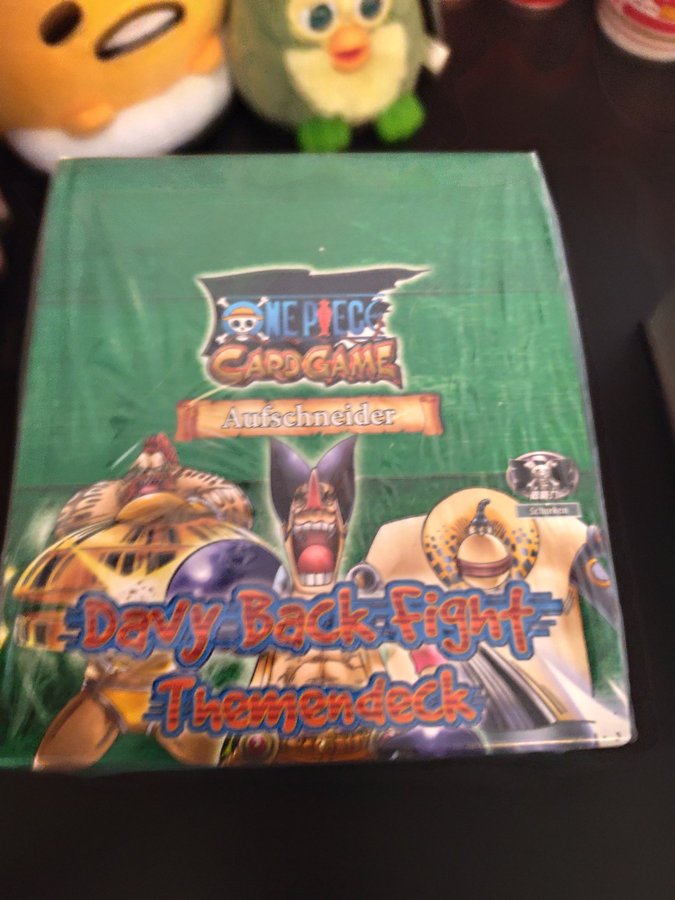 ONE PIECE
CARD GAME
Aufschneider
Schurken
Davy Back Fight
Themendeck